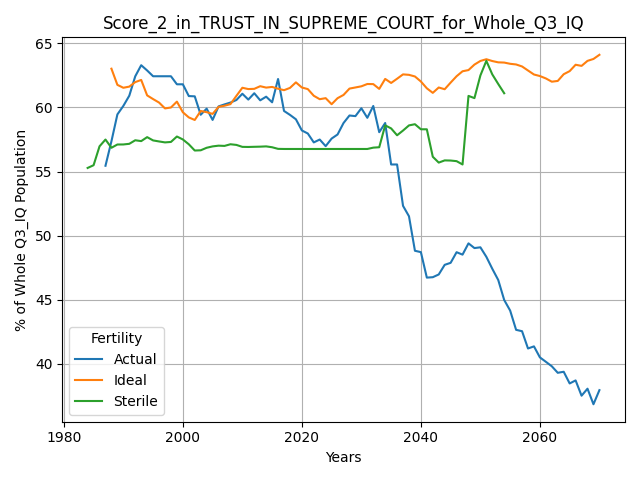 Score_2_in_TRUST_IN_SUPREME_COURT_for_Whole_Q3_IQ
% of Whole Q3_IQ Population
65
60
55
50
45
40
Fertility
Actual
Ideal
Sterile
1980 2000 2020 2040 2060
Years